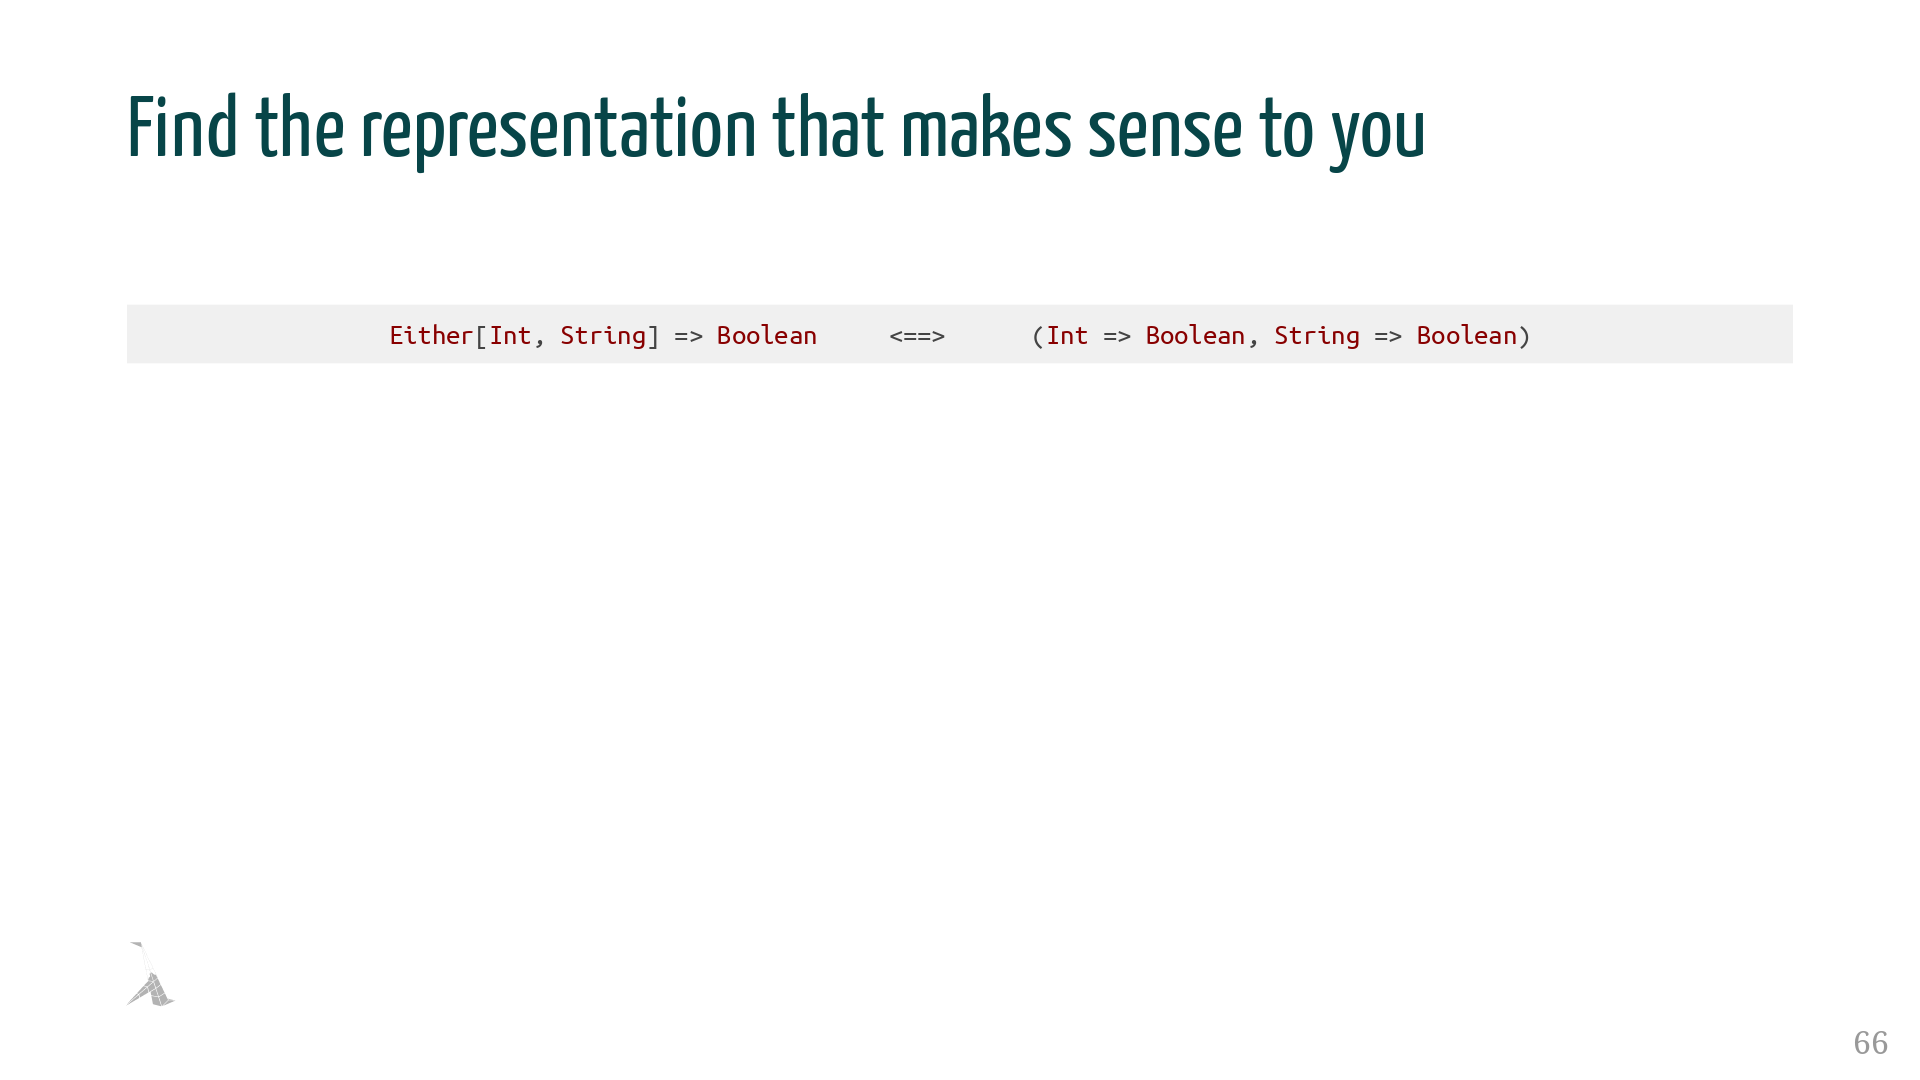 Find the representation that makes sense to you
Either[Int, String] => Boolean <==> (Int => Boolean, String => Boolean)
66